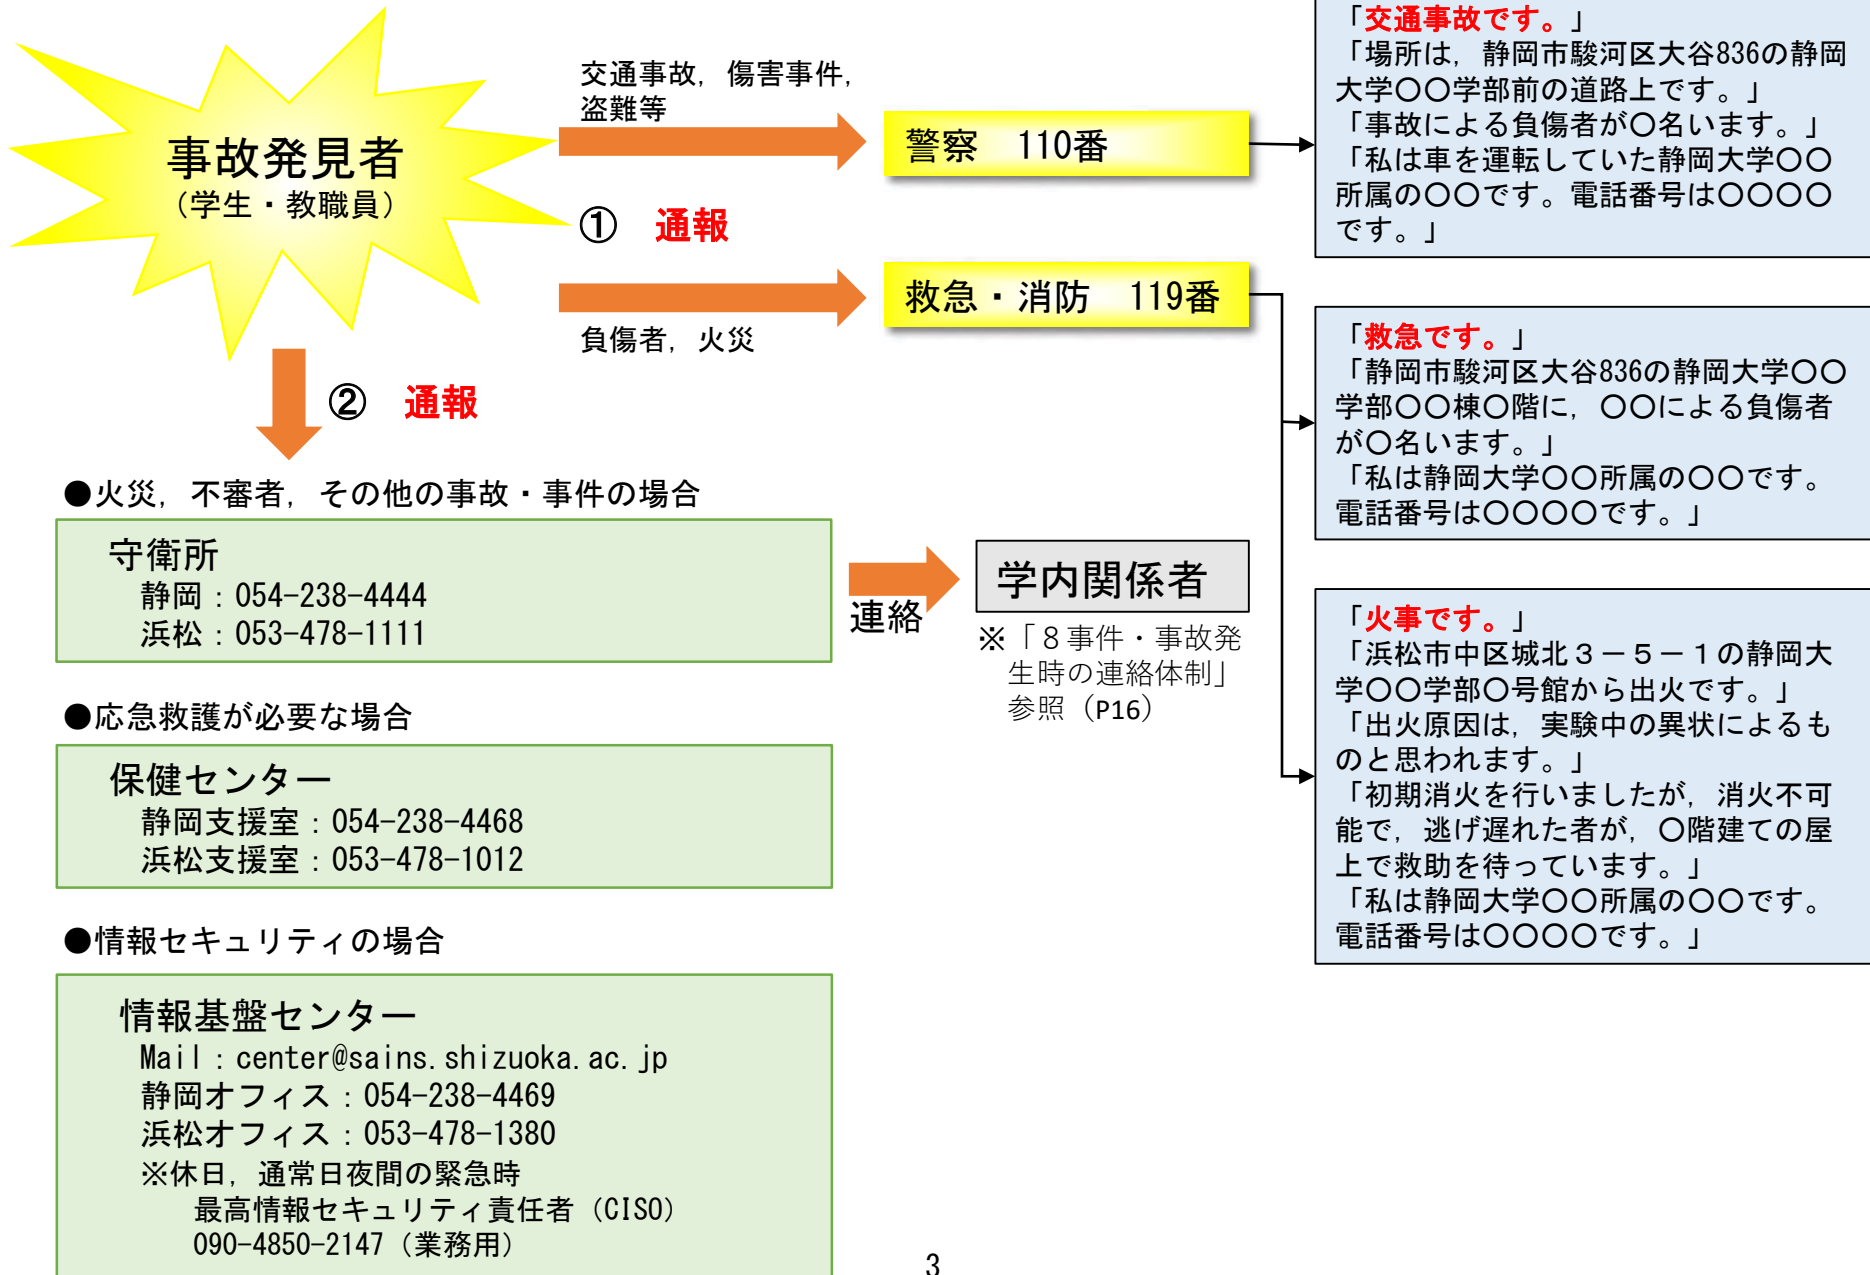 事故発見者
（学生・教職員）
交通事故，傷害事件，
盗難等
警察　110番
①　通報
救急・消防　119番
負傷者，火災
②　通報
「交通事故です。」
「場所は，静岡市駿河区大谷836の静岡
大学〇〇学部前の道路上です。」
「事故による負傷者が〇名います。」
「私は車を運転していた静岡大学〇〇
所属の〇〇です。電話番号は〇〇〇〇
です。」
「救急です。」
「静岡市駿河区大谷836の静岡大学〇〇
学部〇〇棟〇階に，〇〇による負傷者
が〇名います。」
「私は静岡大学〇〇所属の〇〇です。
電話番号は〇〇〇〇です。」
「火事です。」
「浜松市中区城北３－５－１の静岡大
学〇〇学部〇号館から出火です。」
「出火原因は，実験中の異状によるも
のと思われます。」
「初期消火を行いましたが，消火不可
能で，逃げ遅れた者が，〇階建ての屋
上で救助を待っています。」
「私は静岡大学〇〇所属の〇〇です。
電話番号は〇〇〇〇です。」
●火災，不審者，その他の事故・事件の場合
守衛所
静岡：054-238-4444
浜松：053-478-1111
連絡
学内関係者
※「８事件・事故発
生時の連絡体制」
参照（P16）
●応急救護が必要な場合
保健センター
静岡支援室：054-238-4468
浜松支援室：053-478-1012
●情報セキュリティの場合
情報基盤センター
Mail：center@sains.shizuoka.ac.jp
静岡オフィス：054-238-4469
浜松オフィス：053-478-1380
※休日，通常日夜間の緊急時
最高情報セキュリティ責任者（CISO）
090-4850-2147（業務用）
3